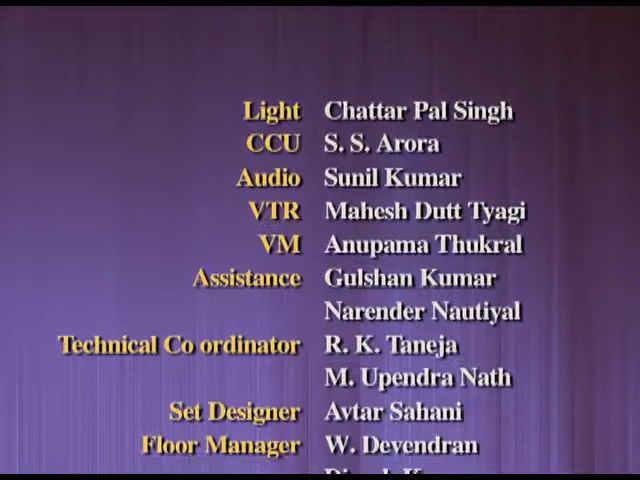 Light Chattar Pal Singh
CCU S. S. Arora
Audio Sunil Kumar
VTR Mahesh Dutt Tyagi
VM Anupama Thukral
Assistance Gulshan Kumar
Narender Nautiyal
Technical Co ordinator R. K. Taneja
M. Upendra Nath
Set Designer Avtar Sahani
Floor Manager W. Devendran